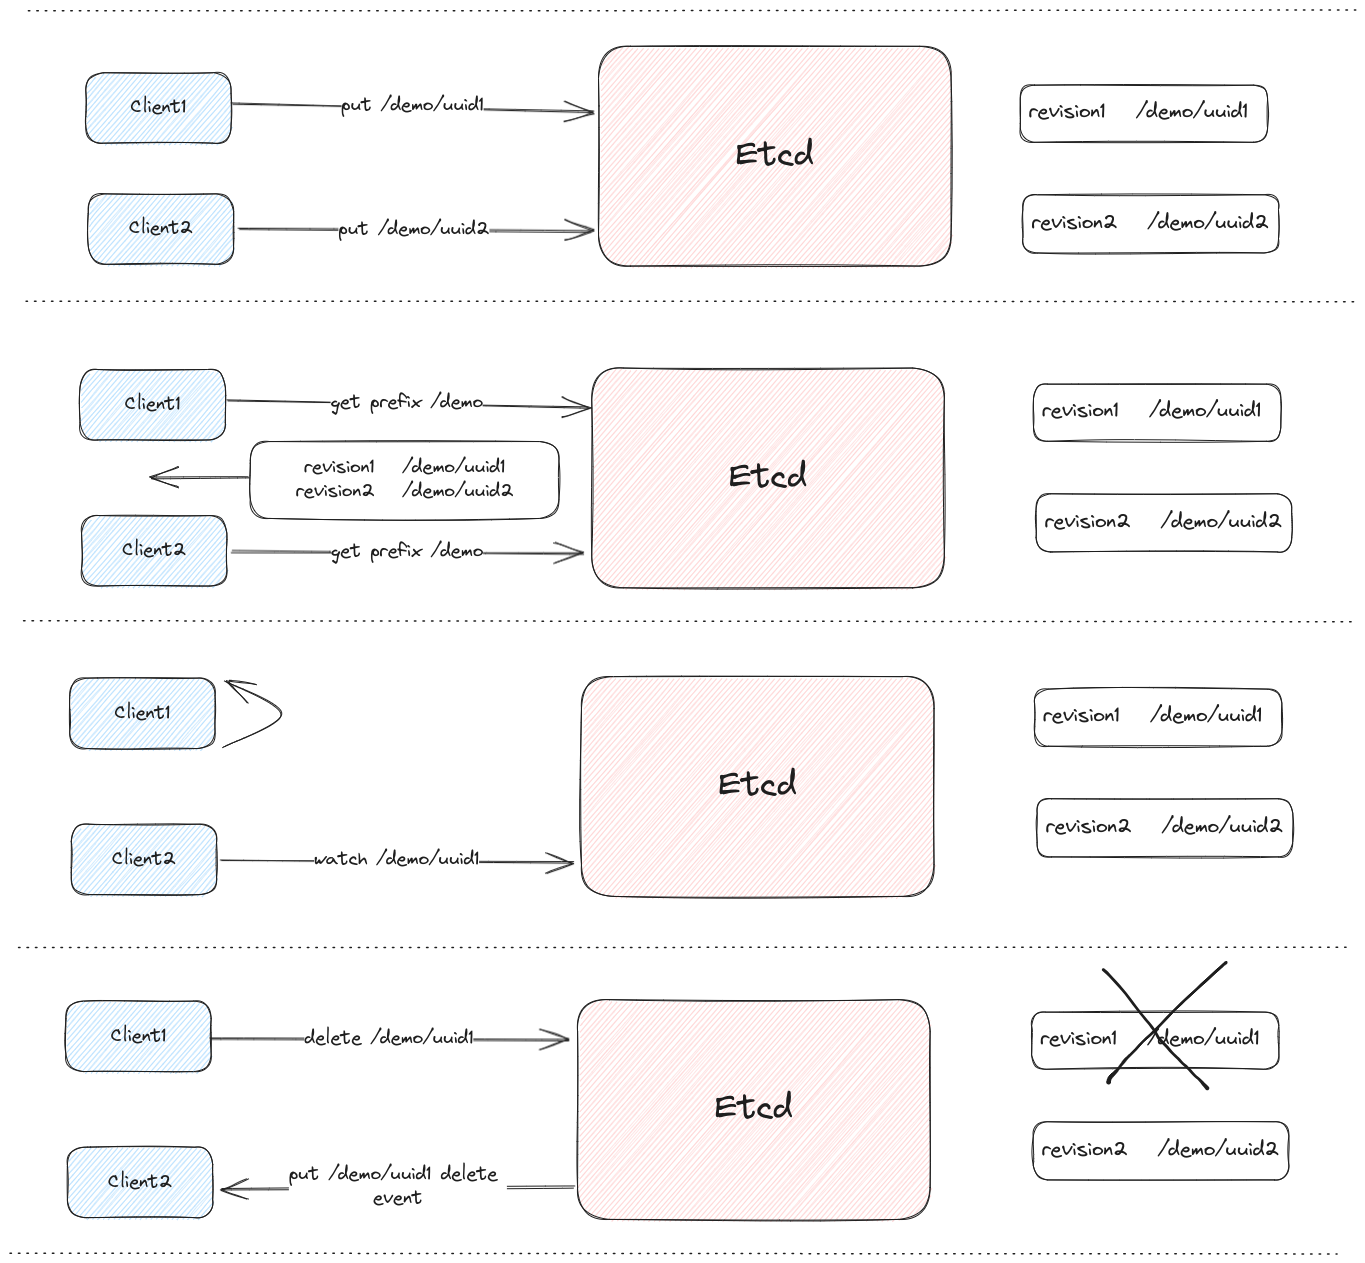 Client1
put /demo/uuid1
Etcd
revision1 /demo/uuid1
Client2
put /demo/uuid2
revision2 /demo/uuid2
Client1
get prefix /demo
revision1 /demo/uuid1
revision2 /demo/uuid2
Client2
get prefix /demo
Etcd
revision1 /demo/uuid1
revision2 /demo/uuid2
Client1
Client2
watch /demo/uuid1
Etcd
revision1 /demo/uuid1
revision2 /demo/uuid2
Client1
delete /demo/uuid1
Etcd
revision1 /demo/uuid1
Client2
put /demo/uuid1 delete
event
revision2 /demo/uuid2